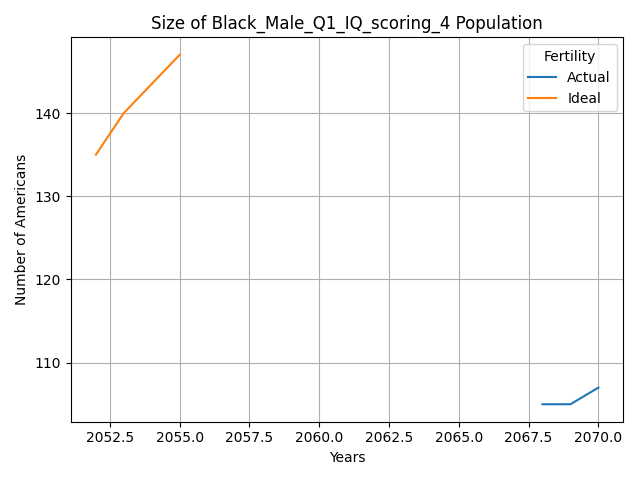 Size of Black_Male_Q1_IQ_scoring_4 Population
Fertility
Actual
Ideal
Number of Americans
140
130
120
110
2052.5 2055.0 2057.5 2060.0 2062.5 2065.0 2067.5 2070.0
Years